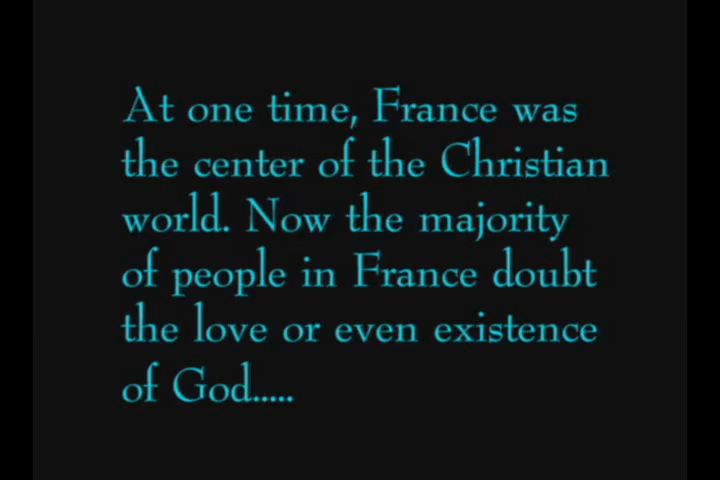 At one time, France was
the center of the Christian
world. Now the majority
of people in France doubt
the love or even existence
of God.....